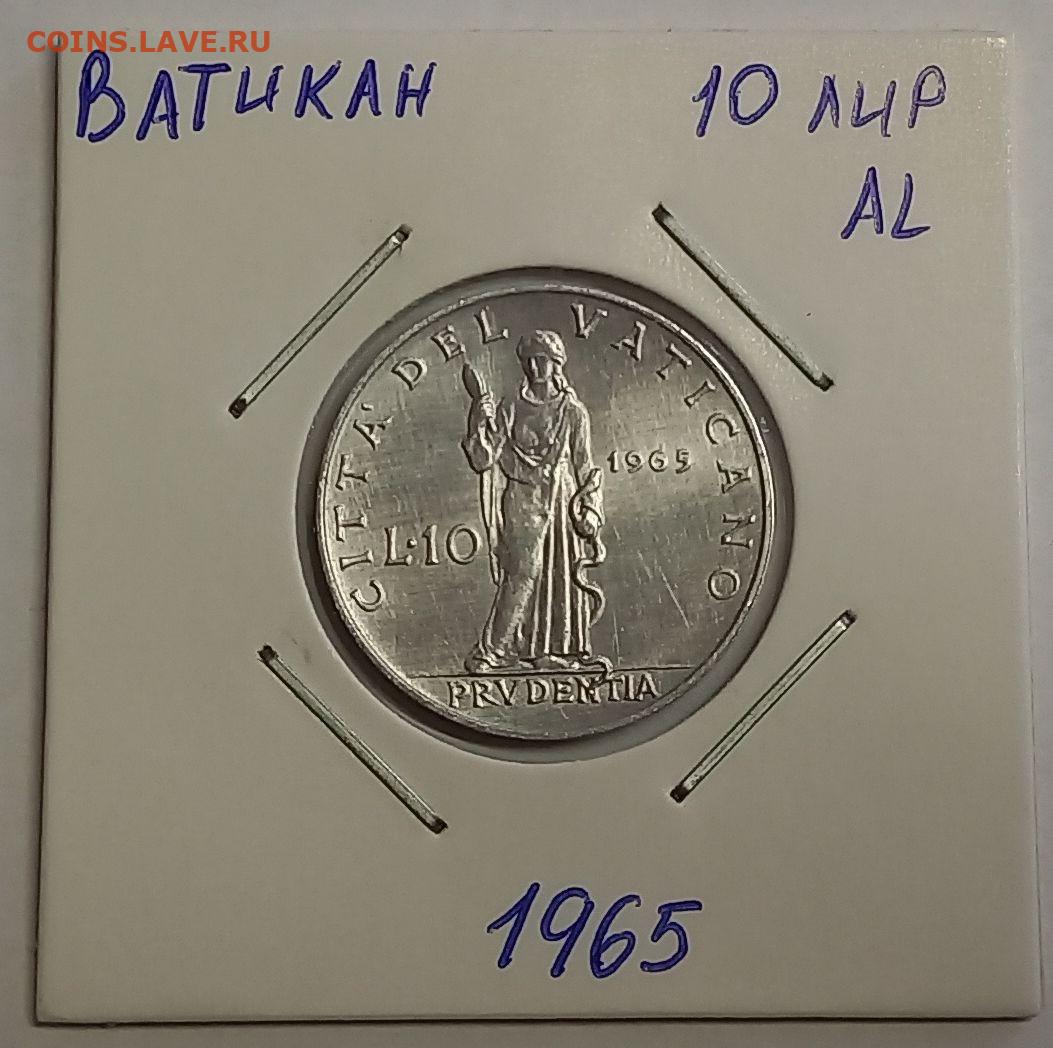 COINS.LAVE.RU
ВАТИКАН 10 ЛИР
AL
CITTA' DEL VATICANO
1965
L·10
PRVDENTIA
1965